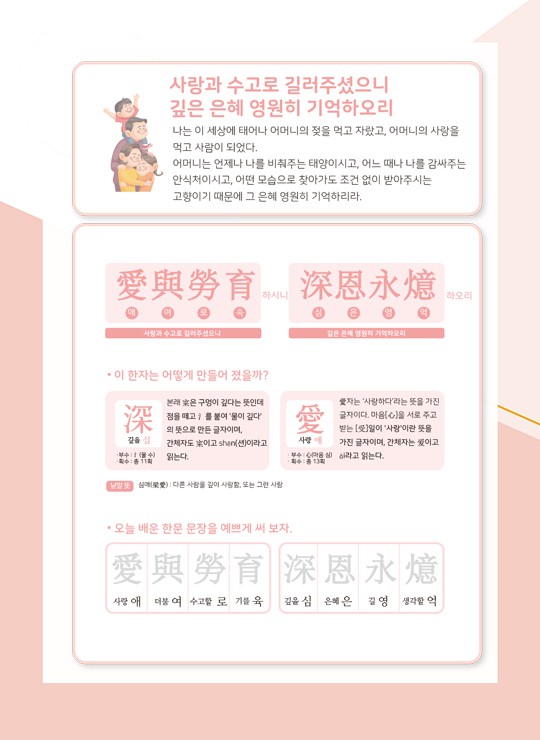 사랑과 수고로 길러주셨으니
깊은 은혜 영원히 기억하오리
나는 이 세상에 태어나 어머니의 젖을 먹고 자랐고, 어머니의 사랑을
먹고 사람이 되었다.
어머니는 언제나 나를 비춰주는 태양이시고, 어느 때나 나를 감싸주는
안식처이시고, 어떤 모습으로 찾아가도 조건 없이 받아주시는
고향이기 때문에 그 은혜 영원히 기억하리라.
愛與勞育 하시니 深恩永憶 하오리
애 여 로 육 심 은 영 억
사랑과 수고로 길러주셨으니 깊은 은혜 영원히 기억하오리
• 이 한자는 어떻게 만들어 졌을까?
深
깊을 심
· 부수 : 氵(물 수)
· 획수 : 총 11획
본래 罙은 구멍이 깊다는 뜻인데
점을 떼고 氵를 붙여 '물이 깊다'
의 뜻으로 만든 글자이며,
간체자도 罙이고 shēn(션)이라고
읽는다.
愛
사랑 애
· 부수 : 心(마음 심)
· 획수 : 총 13획
愛자는 '사랑하다'라는 뜻을 가진
글자이다. 마음[心]을 서로 주고
받는 [受]일이 '사랑'이란 뜻을
가진 글자이며, 간체자는 爱이고
ài라고 읽는다.
낱말 뜻 심애(深愛) : 다른 사람을 깊이 사랑함, 또는 그런 사람
• 오늘 배운 한문 문장을 예쁘게 써 보자.
愛 與 勞 育 深 恩 永 憶
사랑 애 더불 여 수고할 로 기를 육 깊을 심 은혜 은 길 영 생각할 억